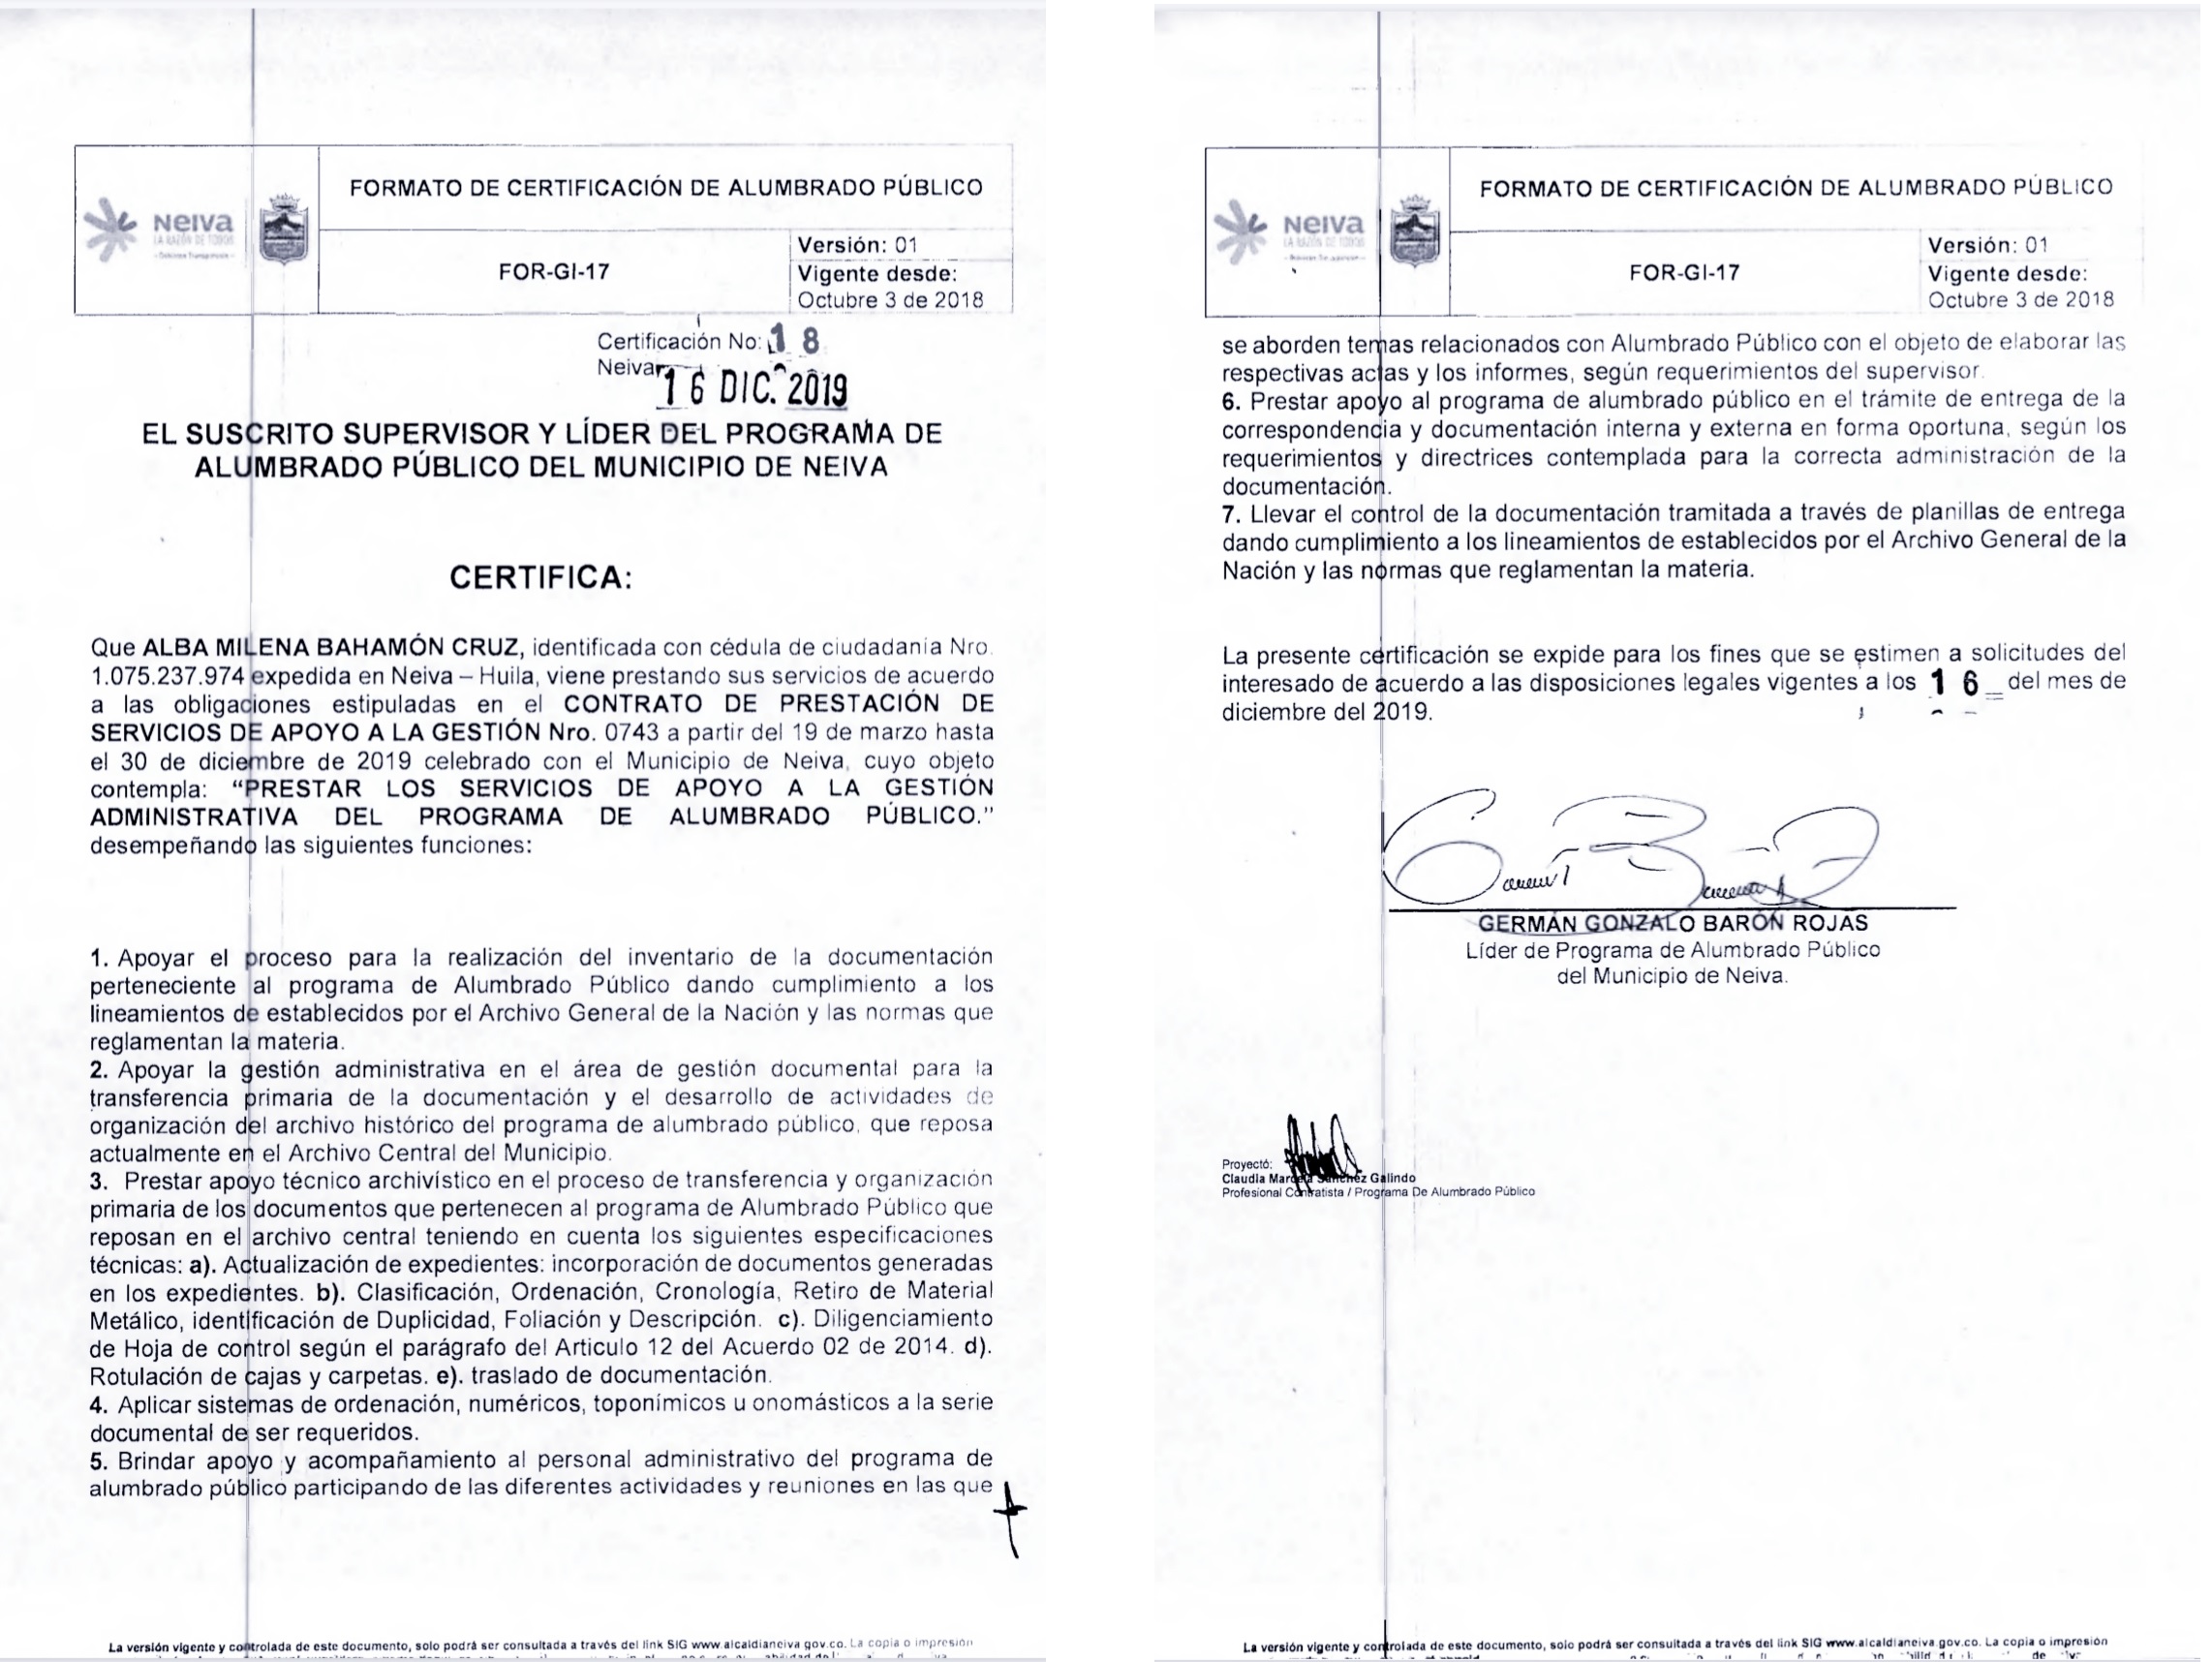 Neiva
LA RAZÓN DE TODOS
FORMATO DE CERTIFICACIÓN DE ALUMBRADO PÚBLICO
FOR-GI-17
Versión: 01
Vigente desde:
Octubre 3 de 2018
Certificación No: 18
Neiva,
16 DIC. 2019
EL SUSCRITO SUPERVISOR Y LÍDER DEL PROGRAMA DE
ALUMBRADO PÚBLICO DEL MUNICIPIO DE NEIVA
CERTIFICA:
Que ALBA MILENA BAHAMÓN CRUZ, identificada con cédula de ciudadanía Nro.
1.075.237.974 expedida en Neiva – Huila, viene prestando sus servicios de acuerdo
a las obligaciones estipuladas en el CONTRATO DE PRESTACIÓN DE
SERVICIOS DE APOYO A LA GESTIÓN Nro. 0743 a partir del 19 de marzo hasta
el 30 de diciembre de 2019 celebrado con el Municipio de Neiva, cuyo objeto
contempla: “PRESTAR LOS SERVICIOS DE APOYO A LA GESTIÓN
ADMINISTRATIVA DEL PROGRAMA DE ALUMBRADO PÚBLICO.”
desempeñando las siguientes funciones:
1. Apoyar el proceso para la realización del inventario de la documentación
perteneciente al programa de Alumbrado Público dando cumplimiento a los
lineamientos de establecidos por el Archivo General de la Nación y las normas que
reglamentan la materia.
2. Apoyar la gestión administrativa en el área de gestión documental para la
transferencia primaria de la documentación y el desarrollo de actividades de
organización del archivo histórico del programa de alumbrado público, que reposa
actualmente en el Archivo Central del Municipio.
3. Prestar apoyo técnico archivístico en el proceso de transferencia y organización
primaria de los documentos que pertenecen al programa de Alumbrado Público que
reposan en el archivo central teniendo en cuenta los siguientes especificaciones
técnicas: a). Actualización de expedientes: incorporación de documentos generadas
en los expedientes. b). Clasificación, Ordenación, Cronología, Retiro de Material
Metálico, identificación de Duplicidad, Foliación y Descripción. c). Diligenciamiento
de Hoja de control según el parágrafo del Articulo 12 del Acuerdo 02 de 2014. d).
Rotulación de cajas y carpetas. e). traslado de documentación.
4. Aplicar sistemas de ordenación, numéricos, toponímicos u onomásticos a la serie
documental de ser requeridos.
5. Brindar apoyo y acompañamiento al personal administrativo del programa de
alumbrado público participando de las diferentes actividades y reuniones en las que
La versión vigente y controlada de este documento, solo podrá ser consultada a través del link SIG www.alcaldianeiva gov.co. La copia o impresión
Neiva
LA RAZÓN DE TODOS
FORMATO DE CERTIFICACIÓN DE ALUMBRADO PÚBLICO
FOR-GI-17
Versión: 01
Vigente desde:
Octubre 3 de 2018
se aborden temas relacionados con Alumbrado Público con el objeto de elaborar las
respectivas actas y los informes, según requerimientos del supervisor.
6. Prestar apoyo al programa de alumbrado público en el trámite de entrega de la
correspondencia y documentación interna y externa en forma oportuna, según los
requerimientos y directrices contemplada para la correcta administración de la
documentación.
7. Llevar el control de la documentación tramitada a través de planillas de entrega
dando cumplimiento a los lineamientos de establecidos por el Archivo General de la
Nación y las normas que reglamentan la materia.
La presente certificación se expide para los fines que se estimen a solicitudes del
interesado de acuerdo a las disposiciones legales vigentes a los 16 del mes de
diciembre del 2019.
GERMÁN GONZALO BARÓN ROJAS
Líder de Programa de Alumbrado Público
del Municipio de Neiva.
Proyectó:
Claudia Marcela Sánchez Galindo
Profesional Contratista / Programa De Alumbrado Público
La versión vigente y controlada de este documento, solo podrá ser consultada a través del link SIG www.alcaldianeiva.gov.co. La copia o impresión